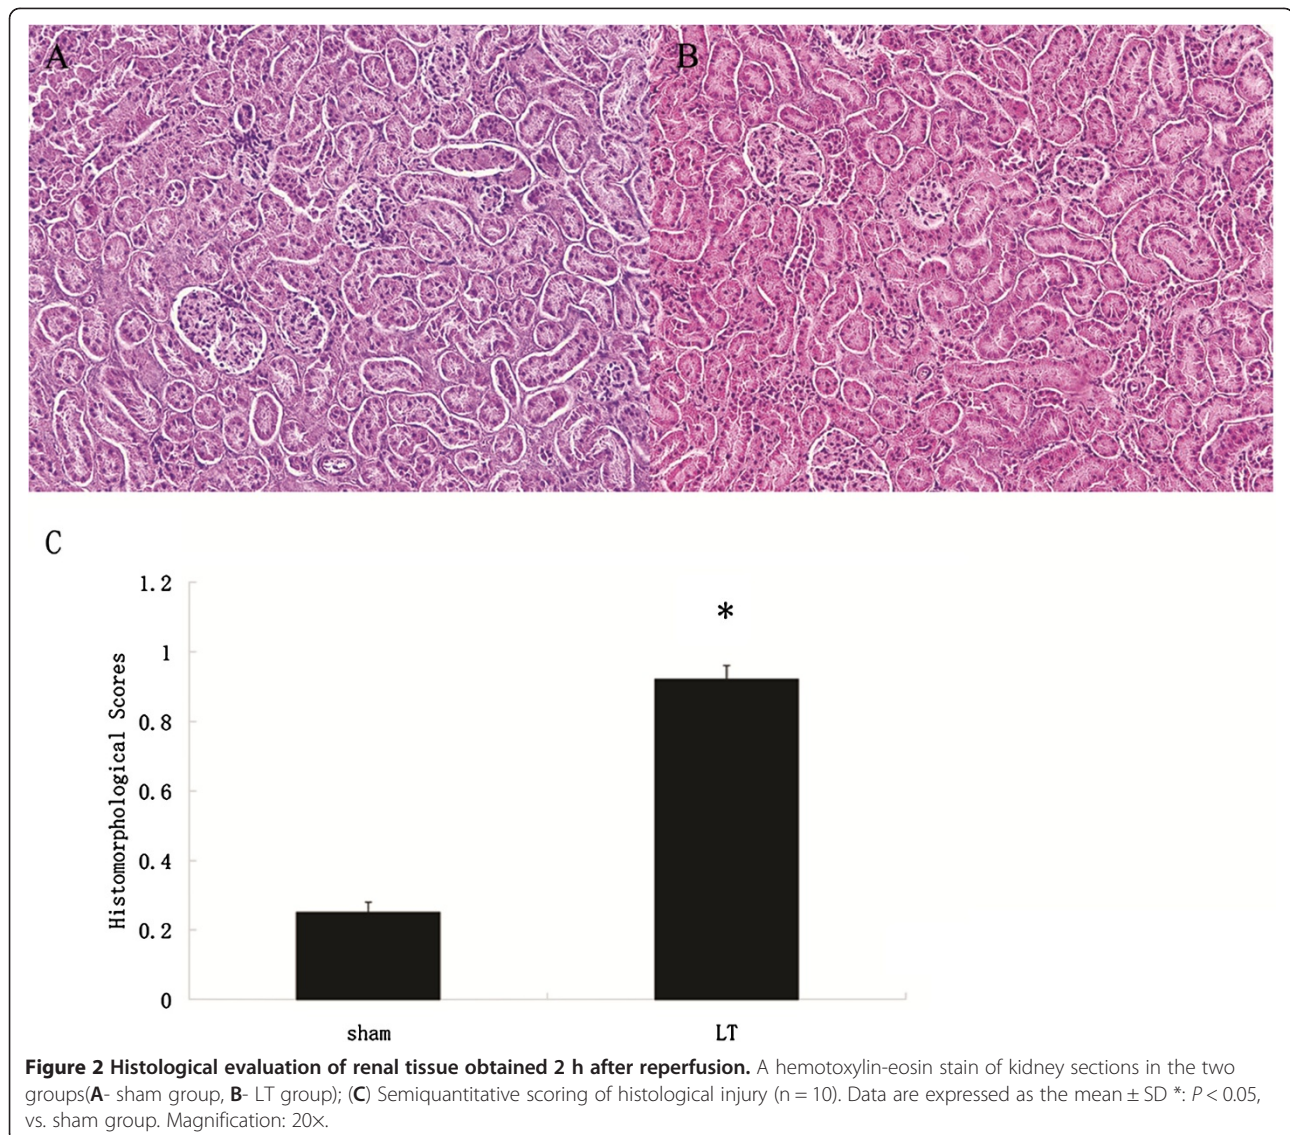 A
B
C
1.2
1
0.8
0.6
0.4
0.2
0
Histomorphological Scores
*
sham
LT
Figure 2 Histological evaluation of renal tissue obtained 2 h after reperfusion. A hemotoxylin-eosin stain of kidney sections in the two
groups(A- sham group, B- LT group); (C) Semiquantitative scoring of histological injury (n = 10). Data are expressed as the mean ± SD *: P < 0.05,
vs. sham group. Magnification: 20×.